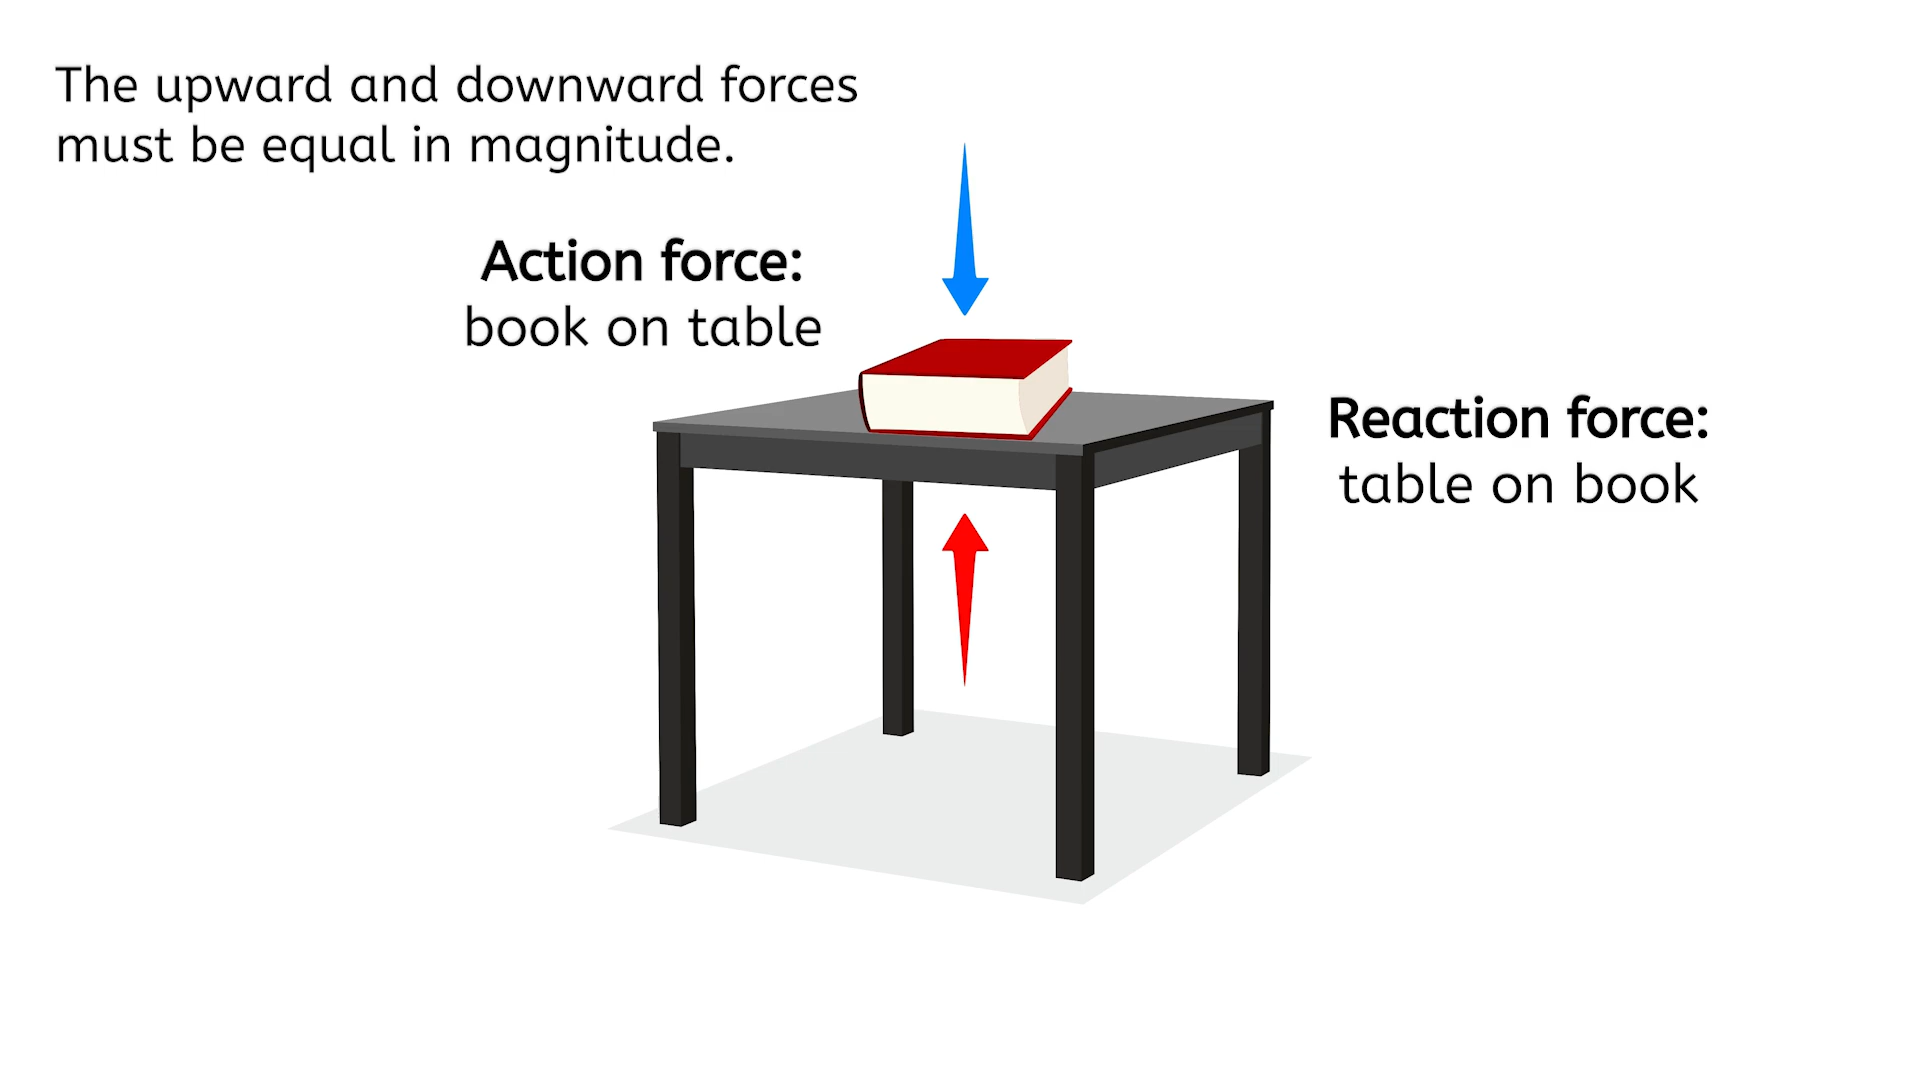 The upward and downward forces
must be equal in magnitude.
Action force:
book on table
Reaction force:
table on book